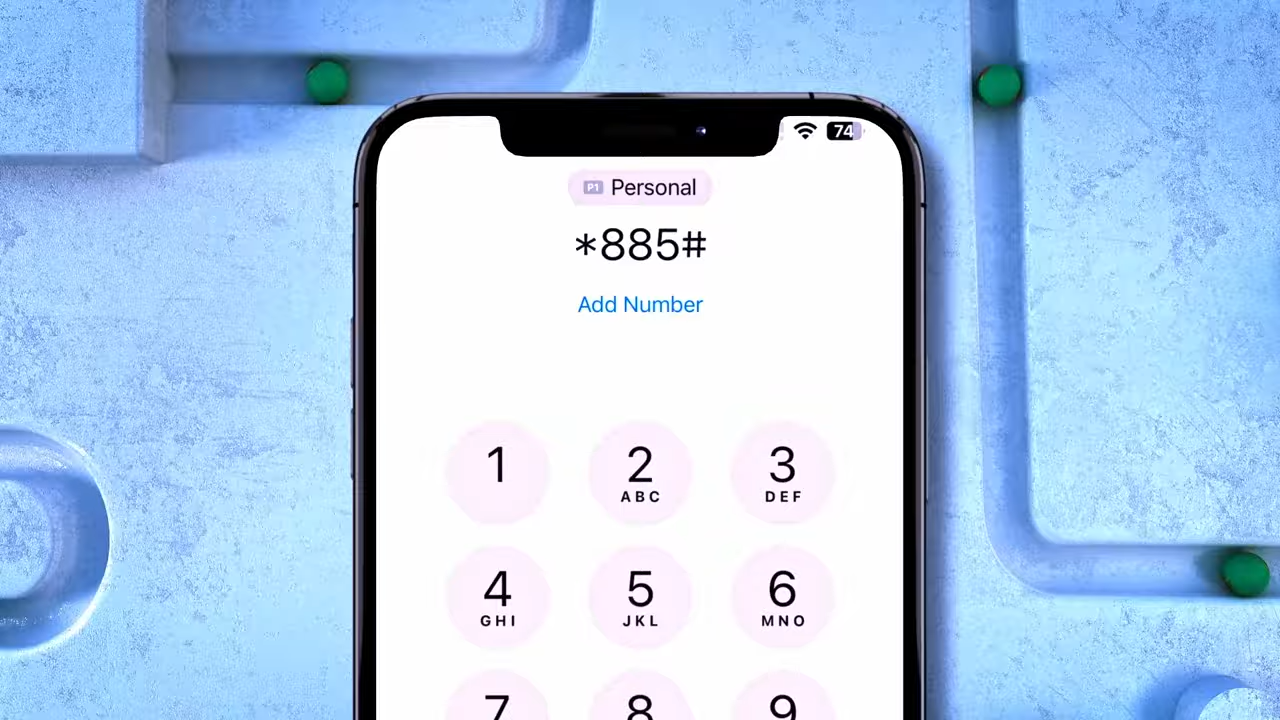 74
P1 Personal
*885#
Add Number
1 2 3
ABC DEF
4 5 6
GHI JKL MNO
7 8 9